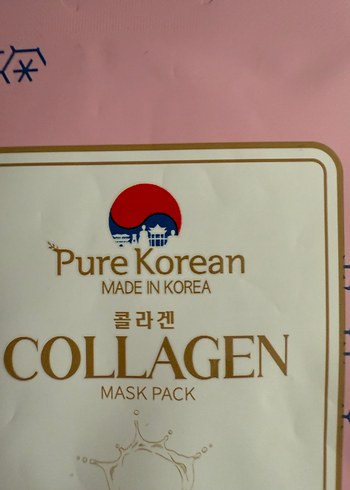 Pure Korean
MADE IN KOREA
콜라겐
COLLAGEN
MASK PACK